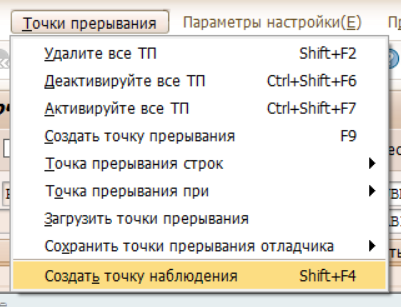 Точки прерывания Параметры настройки(E)
Удалите все ТП Shift+F2
Деактивируйте все ТП Ctrl+Shift+F6
Активируйте все ТП Ctrl+Shift+F7
Создать точку прерывания F9
Точка прерывания строк
Точка прерывания при
Загрузить точки прерывания
Сохранить точки прерывания отладчика
Создать точку наблюдения Shift+F4